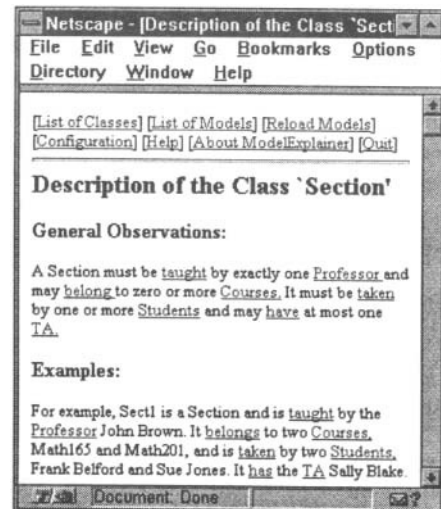 Netscape - [Description of the Class `Secti
File Edit View Go Bookmarks Options
Directory Window Help
[List of Classes] [List of Models] [Reload Models]
[Configuration] [Help] [About ModelExplainer] [Quit]
Description of the Class `Section'
General Observations:
A Section must be taught by exactly one Professor and
may belong to zero or more Courses. It must be taken
by one or more Students and may have at most one
TA.
Examples:
For example, Sect1 is a Section and is taught by the
Professor John Brown. It belongs to two Courses,
Math165 and Math201, and is taken by two Students,
Frank Belford and Sue Jones. It has the TA Sally Blake.
Document: Done